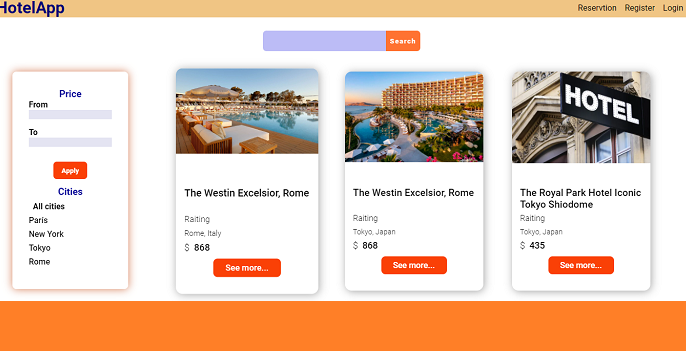 HotelApp
Reservtion Register Login
Search
Price
From
To
Apply
Cities
All cities
Paris
New York
Tokyo
Rome
The Westin Excelsior, Rome
Raiting
Rome, Italy
$ 868
See more...
The Westin Excelsior, Rome
Raiting
Tokyo, Japan
$ 868
See more...
HOTEL
The Royal Park Hotel Iconic
Tokyo Shiodome
Raiting
Tokyo, Japan
$ 435
See more...